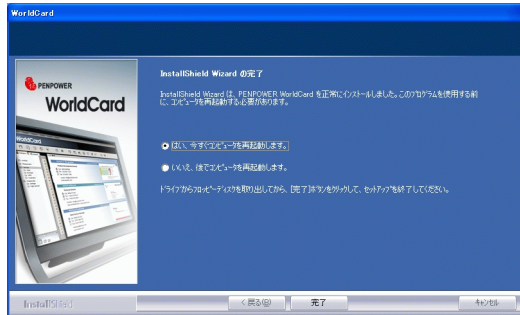 WorldCard
InstallShield Wizard の完了
PENPOWER
WorldCard
InstallShield Wizard は、PENPOWER WorldCard を正常にインストールしました。このプログラムを使用する前
に、コンピュータを再起動する必要があります。
はい、今すぐコンピュータを再起動します。
いいえ、後でコンピュータを再起動します。
ドライブからフロッピーディスクを取り出してから、[完了]ボタンをクリックして、セットアップを終了してください。
InstallShield
< 戻る(B)
完了
キャンセル